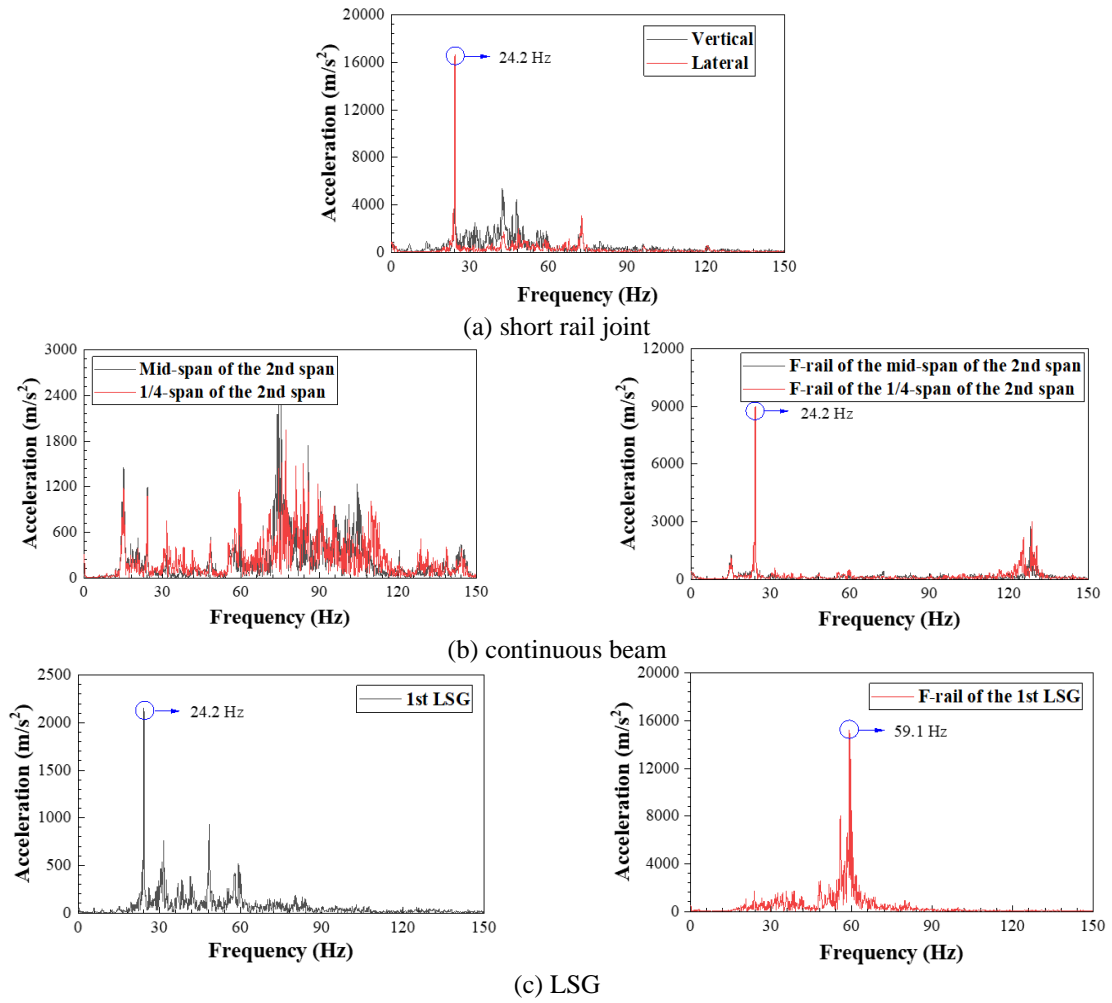 20000
16000
12000
8000
4000
0
Acceleration (m/s²)
24.2 Hz
Vertical
Lateral
0 30 60 90 120 150
Frequency (Hz)
(a) short rail joint
3000
2400
1800
1200
600
0
Acceleration (m/s²)
Mid-span of the 2nd span
1/4-span of the 2nd span
0 30 60 90 120 150
Frequency (Hz)
12000
9000
6000
3000
0
Acceleration (m/s²)
F-rail of the mid-span of the 2nd span
F-rail of the 1/4-span of the 2nd span
24.2 Hz
0 30 60 90 120 150
Frequency (Hz)
(b) continuous beam
2500
2000
1500
1000
500
0
Acceleration (m/s²)
1st LSG
24.2 Hz
0 30 60 90 120 150
Frequency (Hz)
20000
16000
12000
8000
4000
0
Acceleration (m/s²)
F-rail of the 1st LSG
59.1 Hz
0 30 60 90 120 150
Frequency (Hz)
(c) LSG